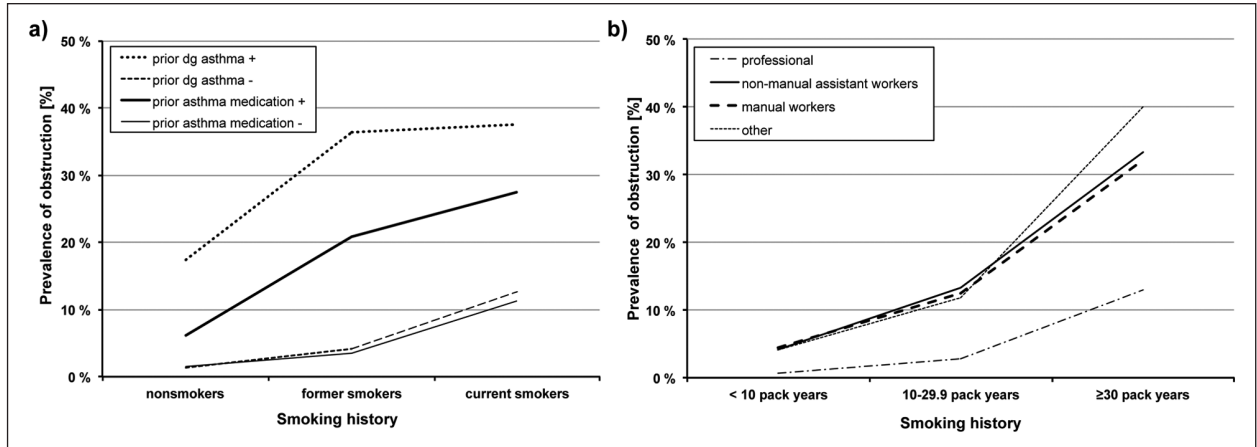 a)
Prevalence of obstruction [%]
50 %
40 %
30 %
20 %
10 %
0 %
prior dg asthma +
prior dg asthma -
prior asthma medication +
prior asthma medication -
nonsmokers
former smokers
current smokers
Smoking history
b)
Prevalence of obstruction [%]
50 %
40 %
30 %
20 %
10 %
0 %
professional
non-manual assistant workers
manual workers
other
< 10 pack years
10-29.9 pack years
≥30 pack years
Smoking history